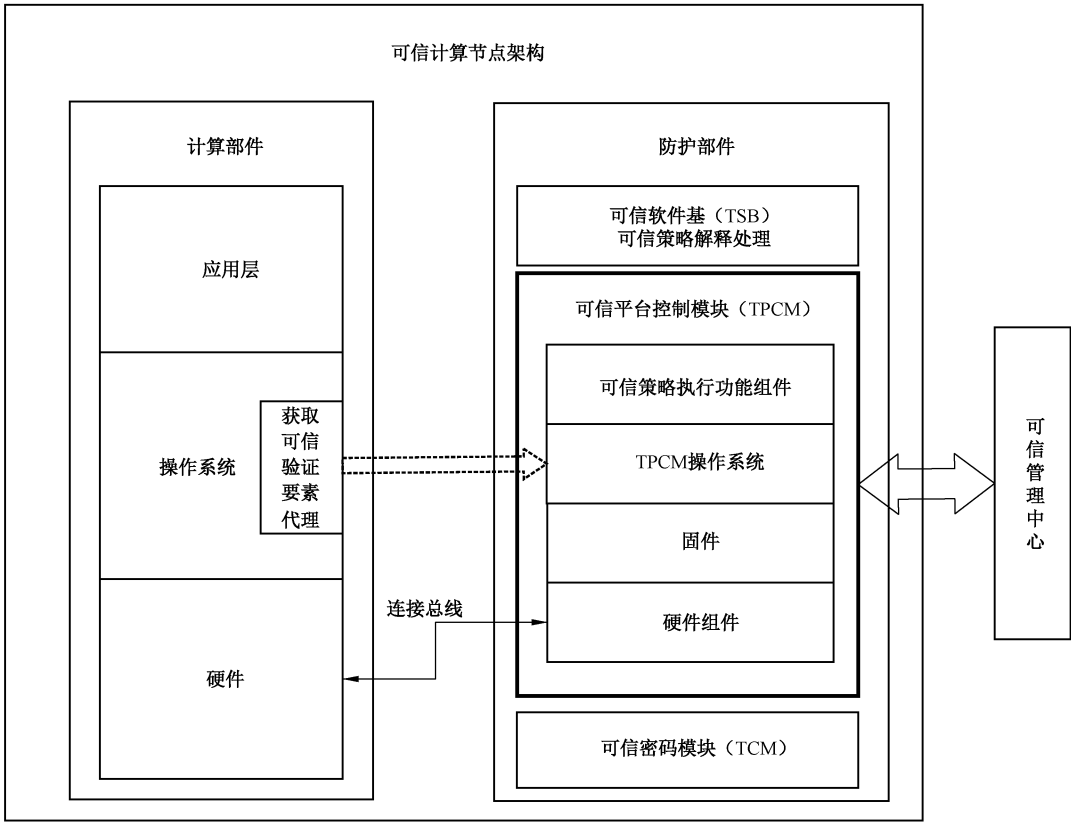 可信计算节点架构
计算部件
应用层
操作系统
获取
可信
验证
要素
代理
硬件
连接总线
防护部件
可信软件基（TSB）
可信策略解释处理
可信平台控制模块（TPCM）
可信策略执行功能组件
TPCM操作系统
固件
硬件组件
可信密码模块（TCM）
可信管理中心